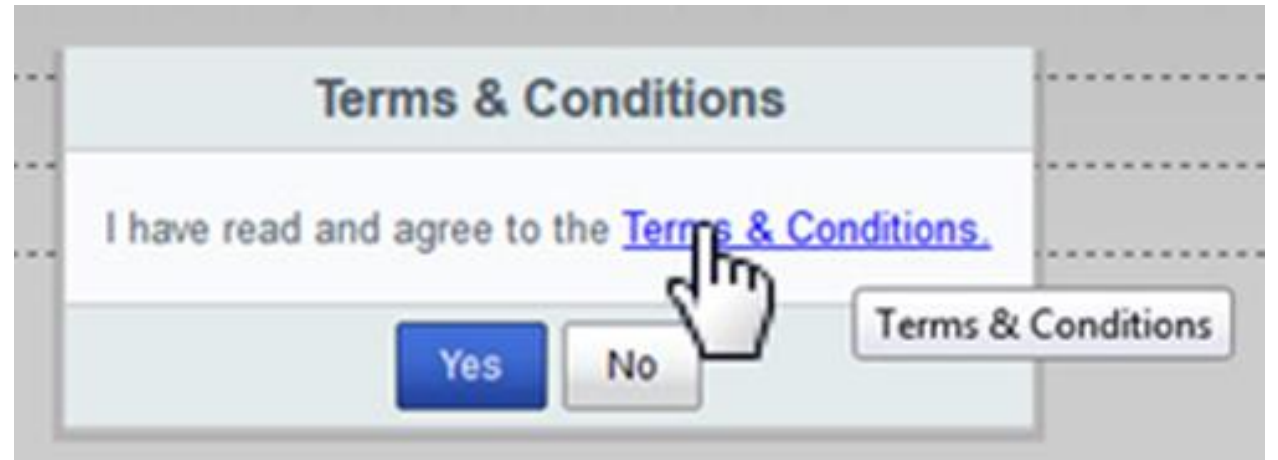 Terms & Conditions
I have read and agree to the Terms & Conditions.
Terms & Conditions
Yes No